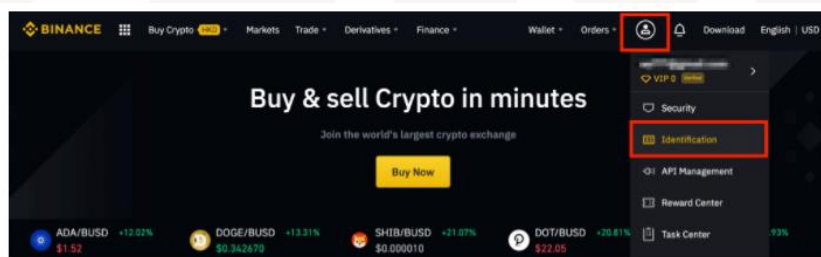 BINANCE Buy Crypto HKD Markets Trade Derivatives Finance Wallet Orders Download English | USD
VIP 0
Buy & sell Crypto in minutes
Security
Join the world's largest crypto exchange
Identification
Buy Now
API Management
Reward Center
ADA/BUSD +12.02% DOGE/BUSD +13.31% SHIB/BUSD +21.07% DOT/BUSD +20.81% Task Center .93%
$1.52 $0.342670 $0.000010 $22.05